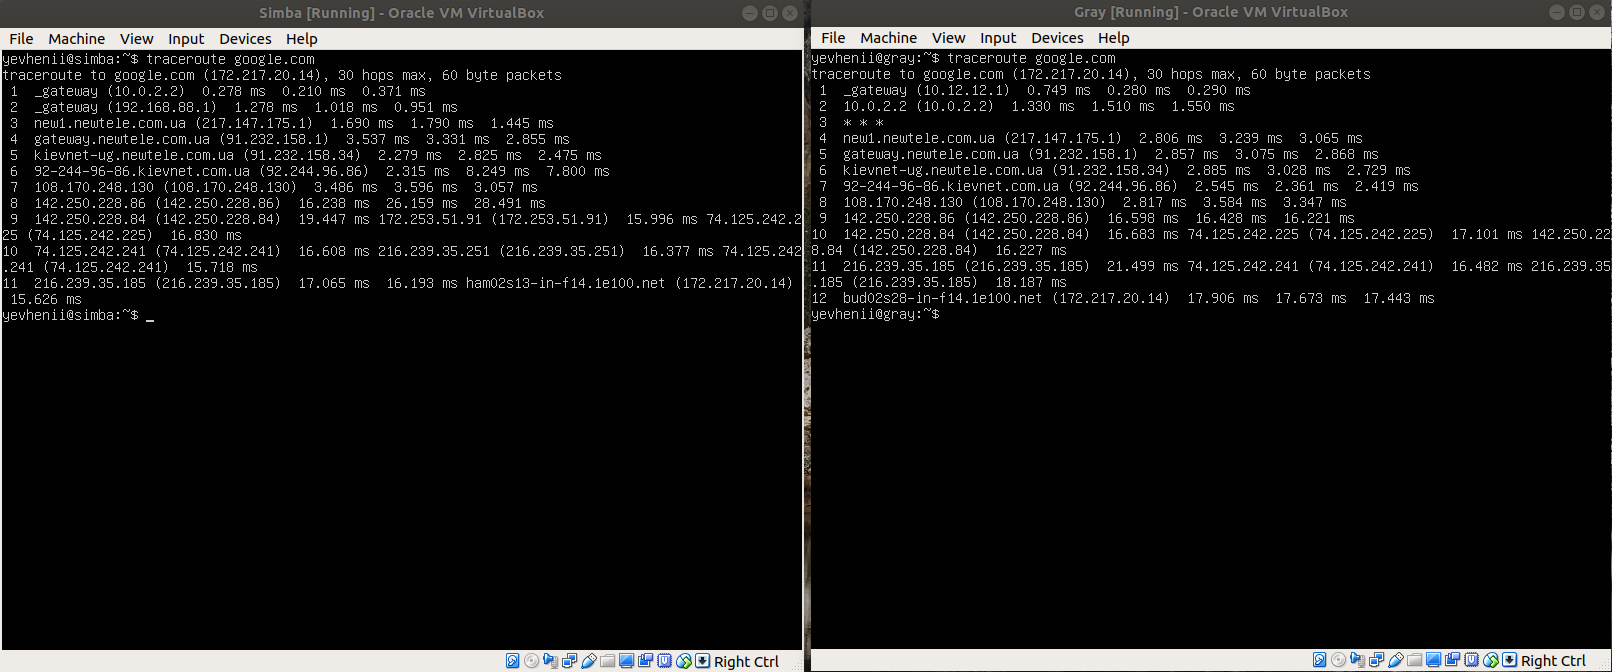 Simba [Running] - Oracle VM VirtualBox
File Machine View Input Devices Help
yevhenii@simba:~$ traceroute google.com
traceroute to google.com (172.217.20.14), 30 hops max, 60 byte packets
1 _gateway (10.0.2.2) 0.278 ms 0.210 ms 0.371 ms
2 _gateway (192.168.88.1) 1.278 ms 1.018 ms 0.951 ms
3 new1.newtele.com.ua (217.147.175.1) 1.690 ms 1.790 ms 1.445 ms
4 gateway.newtele.com.ua (91.232.158.1) 3.537 ms 3.331 ms 2.855 ms
5 kievnet-ug.newtele.com.ua (91.232.158.34) 2.279 ms 2.825 ms 2.475 ms
6 92-244-96-86.kievnet.com.ua (92.244.96.86) 2.315 ms 8.249 ms 7.800 ms
7 108.170.248.130 (108.170.248.130) 3.486 ms 3.596 ms 3.057 ms
8 142.250.228.86 (142.250.228.86) 16.238 ms 26.159 ms 28.491 ms
9 142.250.228.84 (142.250.228.84) 19.447 ms 172.253.51.91 (172.253.51.91) 15.996 ms 74.125.242.2
25 (74.125.242.225) 16.830 ms
10 74.125.242.241 (74.125.242.241) 16.608 ms 216.239.35.251 (216.239.35.251) 16.377 ms 74.125.242
.241 (74.125.242.241) 15.718 ms
11 216.239.35.185 (216.239.35.185) 17.065 ms 16.193 ms ham02s13-in-f14.1e100.net (172.217.20.14)
15.626 ms
yevhenii@simba:~$ _
Right Ctrl
Gray [Running] - Oracle VM VirtualBox
File Machine View Input Devices Help
yevhenii@gray:~$ traceroute google.com
traceroute to google.com (172.217.20.14), 30 hops max, 60 byte packets
1 _gateway (10.12.12.1) 0.749 ms 0.280 ms 0.290 ms
2 10.0.2.2 (10.0.2.2) 1.330 ms 1.510 ms 1.550 ms
3 * * *
4 new1.newtele.com.ua (217.147.175.1) 2.806 ms 3.239 ms 3.065 ms
5 gateway.newtele.com.ua (91.232.158.1) 2.857 ms 3.075 ms 2.868 ms
6 kievnet-ug.newtele.com.ua (91.232.158.34) 2.885 ms 3.028 ms 2.729 ms
7 92-244-96-86.kievnet.com.ua (92.244.96.86) 2.545 ms 2.361 ms 2.419 ms
8 108.170.248.130 (108.170.248.130) 2.817 ms 3.584 ms 3.347 ms
9 142.250.228.86 (142.250.228.86) 16.598 ms 16.428 ms 16.221 ms
10 142.250.228.84 (142.250.228.84) 16.683 ms 74.125.242.225 (74.125.242.225) 17.101 ms 142.250.22
8.84 (142.250.228.84) 16.227 ms
11 216.239.35.185 (216.239.35.185) 21.499 ms 74.125.242.241 (74.125.242.241) 16.482 ms 216.239.35
.185 (216.239.35.185) 18.187 ms
12 bud02s28-in-f14.1e100.net (172.217.20.14) 17.906 ms 17.673 ms 17.443 ms
yevhenii@gray:~$
Right Ctrl